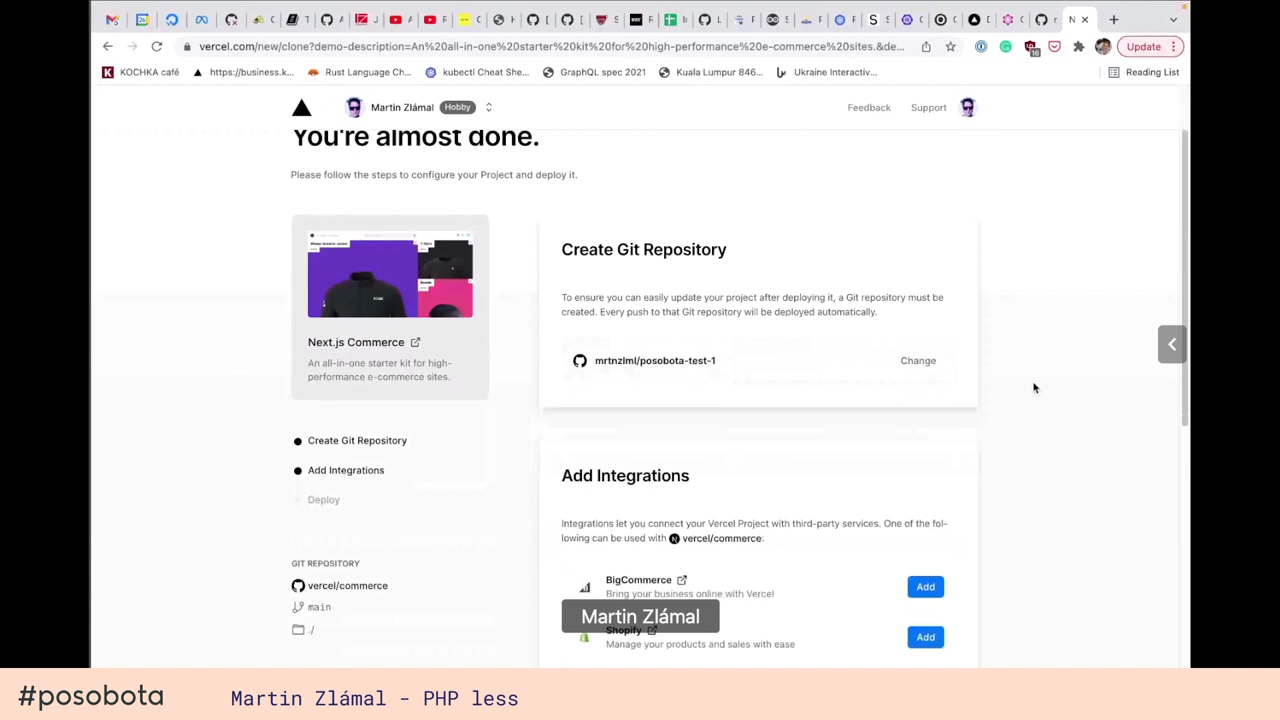 vercel.com/new/clone?demo-description=An%20all-in-one%20starter%20kit%20for%20high-performance%20e-commerce%20sites.&de...
Update
KOCHKA café
https://business.k...
Rust Language Ch...
kubectl Cheat She...
GraphQL spec 2021
Kuala Lumpur 846...
Ukraine Interactiv...
Reading List
Martin Zlámal
Hobby
Feedback
Support
You're almost done.
Please follow the steps to configure your Project and deploy it.
Next.js Commerce
An all-in-one starter kit for high-
performance e-commerce sites.
Create Git Repository
Add Integrations
Deploy
GIT REPOSITORY
vercel/commerce
main
./
Create Git Repository
To ensure you can easily update your project after deploying it, a Git repository must be
created. Every push to that Git repository will be deployed automatically.
mrtnzlml/posobota-test-1
Change
Add Integrations
Integrations let you connect your Vercel Project with third-party services. One of the fol-
lowing can be used with vercel/commerce:
BigCommerce
Bring your business online with Vercel
Add
Shopify
Manage your products and sales with ease
Add
Martin Zlámal
#posobota
Martin Zlámal - PHP less